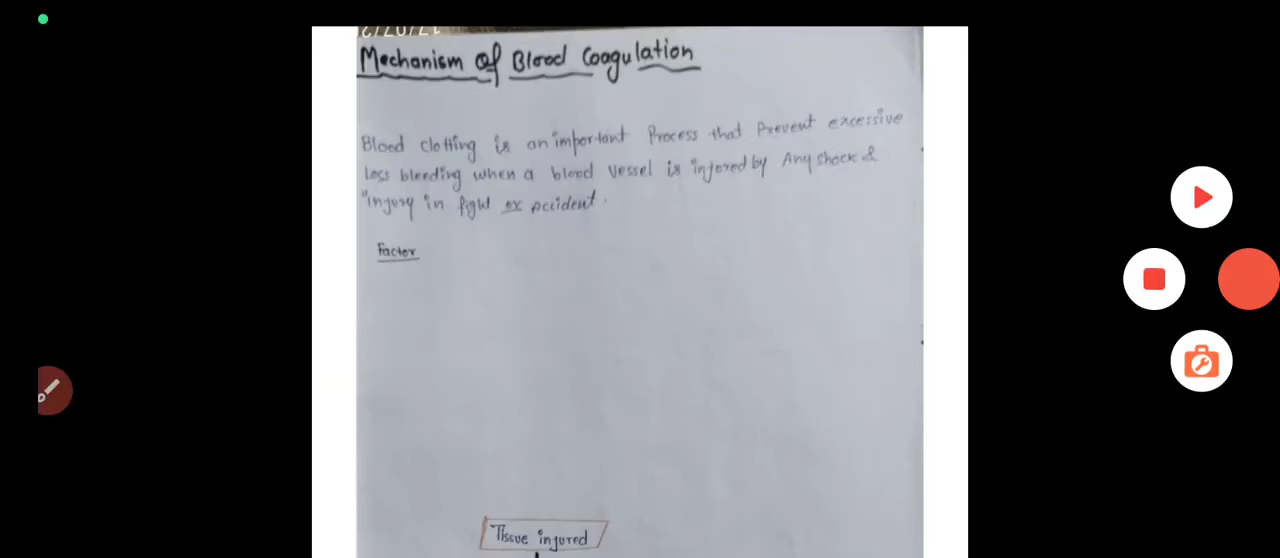 Mechanism of Blood Coagulation
Blood clotting is an important Process that Prevent excessive
Loss bleeding when a blood vessel is injored by Any shock &
injury in fight or Accident.
Factor
Tissue injured